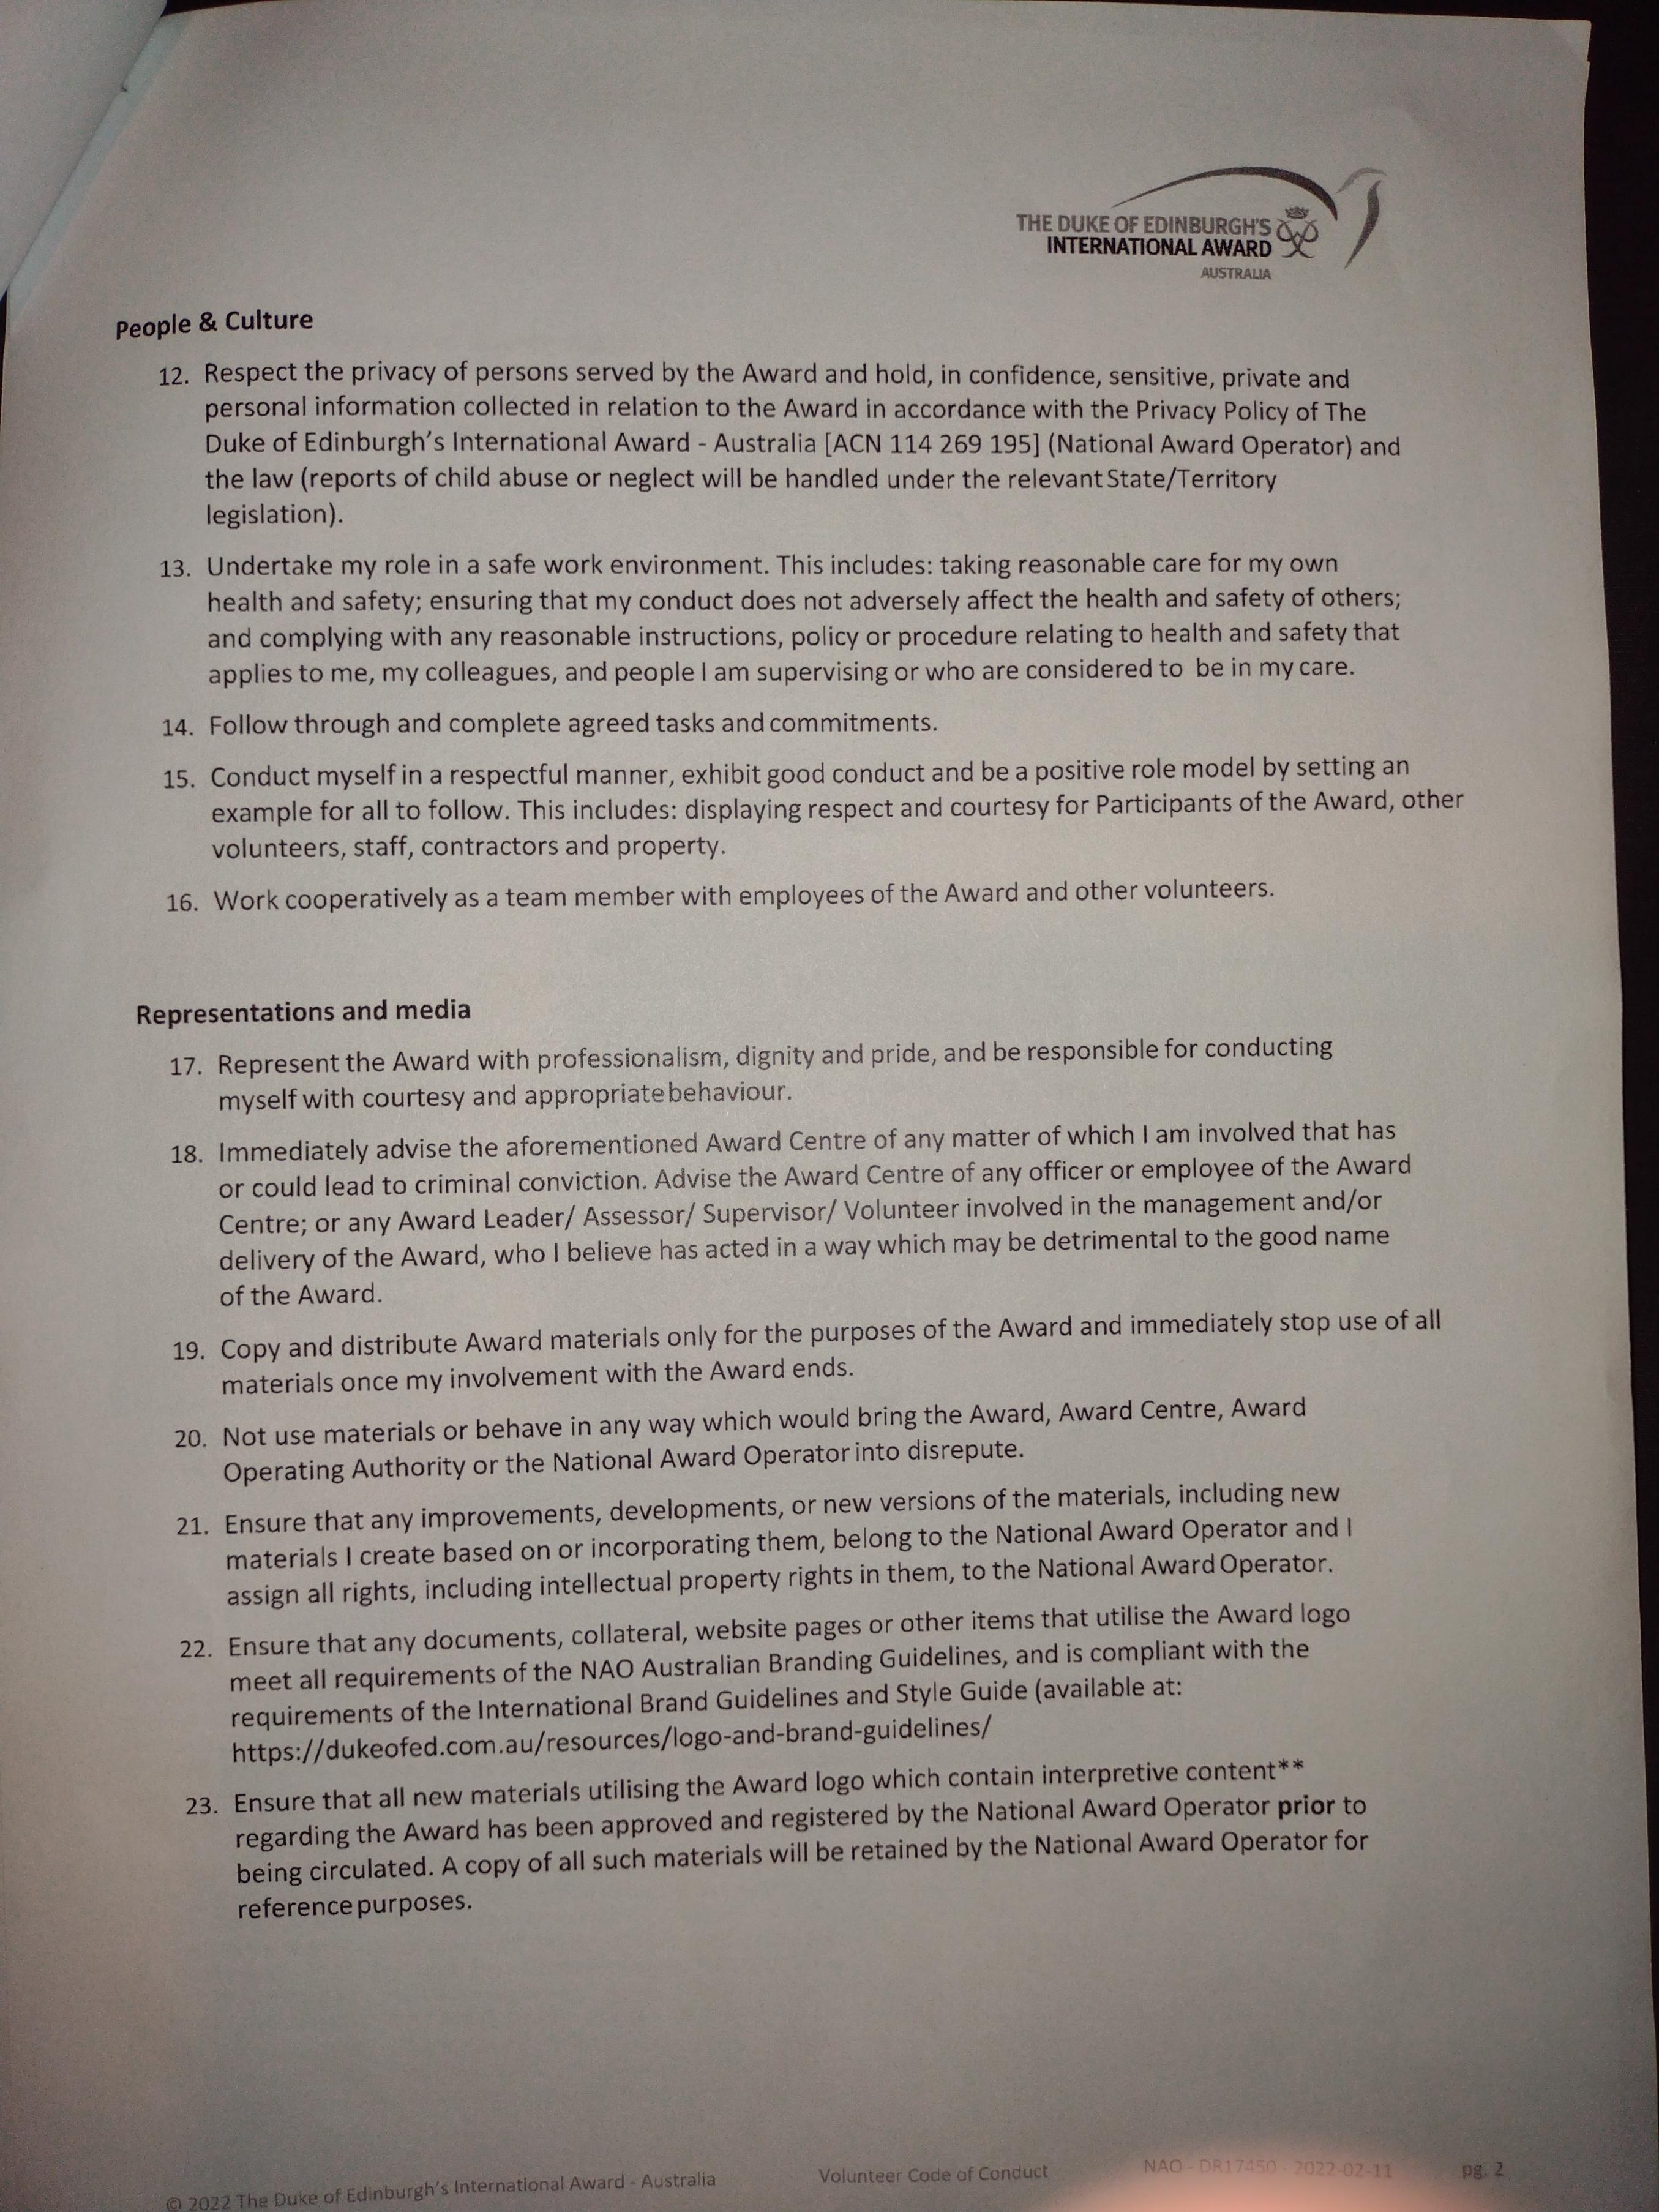 THE DUKE OF EDINBURGH'S
INTERNATIONAL AWARD
AUSTRALIA
People & Culture
12. Respect the privacy of persons served by the Award and hold, in confidence, sensitive, private and
personal information collected in relation to the Award in accordance with the Privacy Policy of The
Duke of Edinburgh's International Award - Australia [ACN 114 269 195] (National Award Operator) and
the law (reports of child abuse or neglect will be handled under the relevant State/Territory
legislation).
13. Undertake my role in a safe work environment. This includes: taking reasonable care for my own
health and safety; ensuring that my conduct does not adversely affect the health and safety of others;
and complying with any reasonable instructions, policy or procedure relating to health and safety that
applies to me, my colleagues, and people I am supervising or who are considered to be in my care.
14. Follow through and complete agreed tasks and commitments.
15. Conduct myself in a respectful manner, exhibit good conduct and be a positive role model by setting an
example for all to follow. This includes: displaying respect and courtesy for Participants of the Award, other
volunteers, staff, contractors and property.
16. Work cooperatively as a team member with employees of the Award and other volunteers.
Representations and media
17. Represent the Award with professionalism, dignity and pride, and be responsible for conducting
myself with courtesy and appropriate behaviour.
18. Immediately advise the aforementioned Award Centre of any matter of which I am involved that has
or could lead to criminal conviction. Advise the Award Centre of any officer or employee of the Award
Centre; or any Award Leader/ Assessor/ Supervisor/ Volunteer involved in the management and/or
delivery of the Award, who I believe has acted in a way which may be detrimental to the good name
of the Award.
19. Copy and distribute Award materials only for the purposes of the Award and immediately stop use of all
materials once my involvement with the Award ends.
20. Not use materials or behave in any way which would bring the Award, Award Centre, Award
Operating Authority or the National Award Operator into disrepute.
21. Ensure that any improvements, developments, or new versions of the materials, including new
materials I create based on or incorporating them, belong to the National Award Operator and I
assign all rights, including intellectual property rights in them, to the National Award Operator.
22. Ensure that any documents, collateral, website pages or other items that utilise the Award logo
meet all requirements of the NAO Australian Branding Guidelines, and is compliant with the
requirements of the International Brand Guidelines and Style Guide (available at:
https://dukeofed.com.au/resources/logo-and-brand-guidelines/
23. Ensure that all new materials utilising the Award logo which contain interpretive content**
regarding the Award has been approved and registered by the National Award Operator prior to
being circulated. A copy of all such materials will be retained by the National Award Operator for
reference purposes.
© 2022 The Duke of Edinburgh's International Award - Australia Volunteer Code of Conduct NAO - DR17450 - 2022-02-11 pg. 2